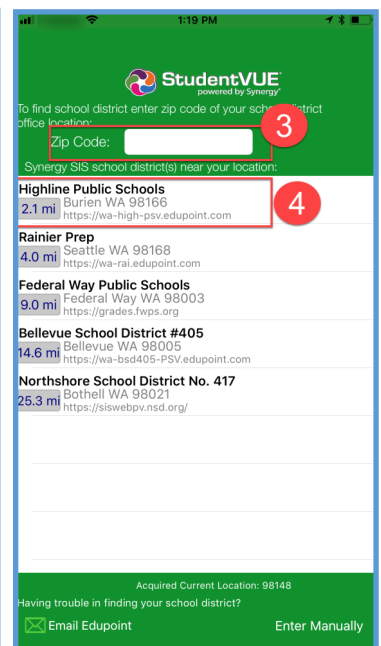 1:19 PM
StudentVUE
powered by Synergy
To find school district enter zip code of your school district
office location:
3
Zip Code:
Synergy SIS school district(s) near your location:
Highline Public Schools
2.1 mi Burien WA 98166
https://wa-high-psv.edupoint.com
4
Rainier Prep
4.0 mi Seattle WA 98168
https://wa-rai.edupoint.com
Federal Way Public Schools
9.0 mi Federal Way WA 98003
https://grades.fwps.org
Bellevue School District #405
14.6 mi Bellevue WA 98005
https://wa-bsd405-PSV.edupoint.com
Northshore School District No. 417
25.3 mi Bothell WA 98021
https://siswebpv.nsd.org/
Acquired Current Location: 98148
Having trouble in finding your school district?
Email Edupoint
Enter Manually